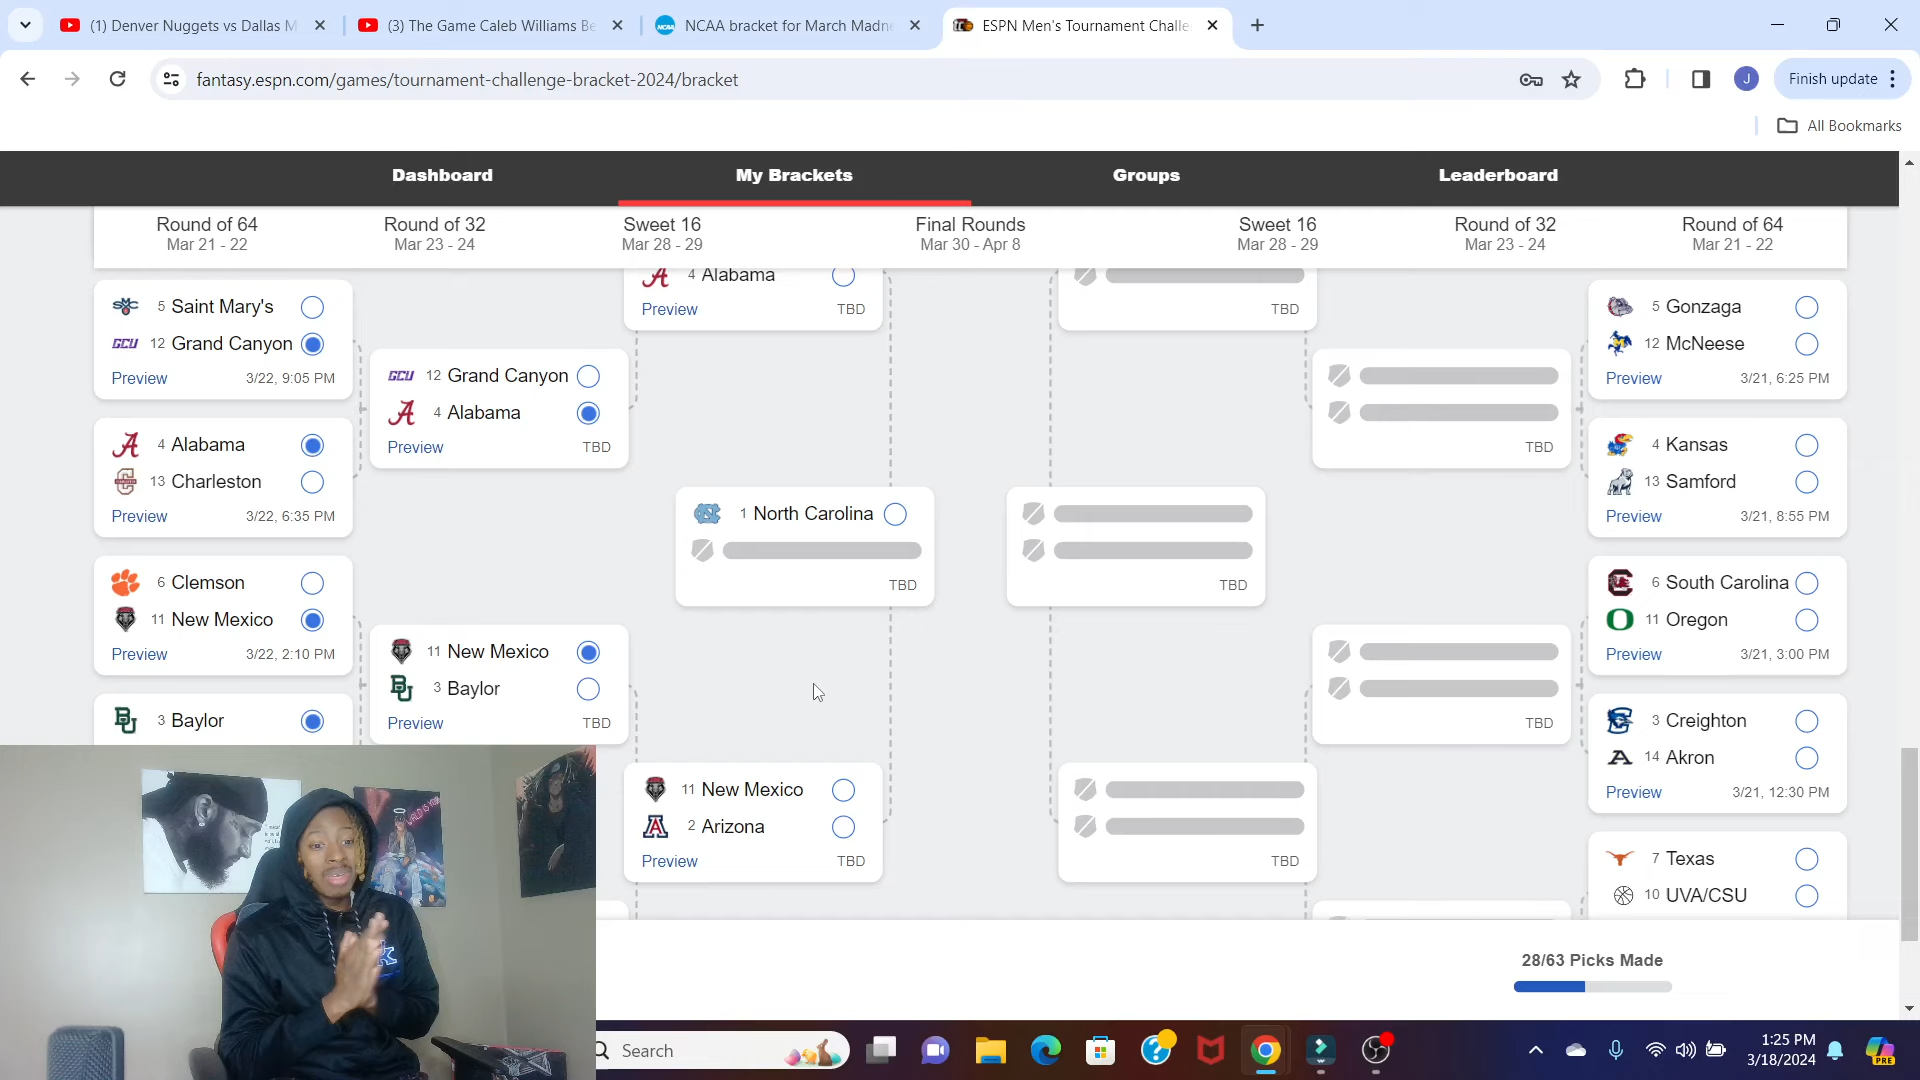 (1) Denver Nuggets vs Dallas M
(3) The Game Caleb Williams Be
NCAA bracket for March Madne
ESPN Men's Tournament Challe
fantasy.espn.com/games/tournament-challenge-bracket-2024/bracket
J
Finish update
All Bookmarks
Dashboard
My Brackets
Groups
Leaderboard
Round of 64
Mar 21 - 22
Round of 32
Mar 23 - 24
Sweet 16
Mar 28 - 29
Final Rounds
Mar 30 - Apr 8
Sweet 16
Mar 28 - 29
Round of 32
Mar 23 - 24
Round of 64
Mar 21 - 22
5 Saint Mary's
GCU 12 Grand Canyon
Preview 3/22, 9:05 PM
4 Alabama
13 Charleston
Preview 3/22, 6:35 PM
6 Clemson
11 New Mexico
Preview 3/22, 2:10 PM
3 Baylor
GCU 12 Grand Canyon
4 Alabama
Preview TBD
11 New Mexico
3 Baylor
Preview TBD
4 Alabama
Preview TBD
1 North Carolina
TBD
11 New Mexico
2 Arizona
Preview TBD
TBD
TBD
TBD
TBD
TBD
5 Gonzaga
12 McNeese
Preview 3/21, 6:25 PM
4 Kansas
13 Samford
Preview 3/21, 8:55 PM
6 South Carolina
11 Oregon
Preview 3/21, 3:00 PM
3 Creighton
14 Akron
Preview 3/21, 12:30 PM
7 Texas
10 UVA/CSU
28/63 Picks Made
Search
1:25 PM
3/18/2024
PRE